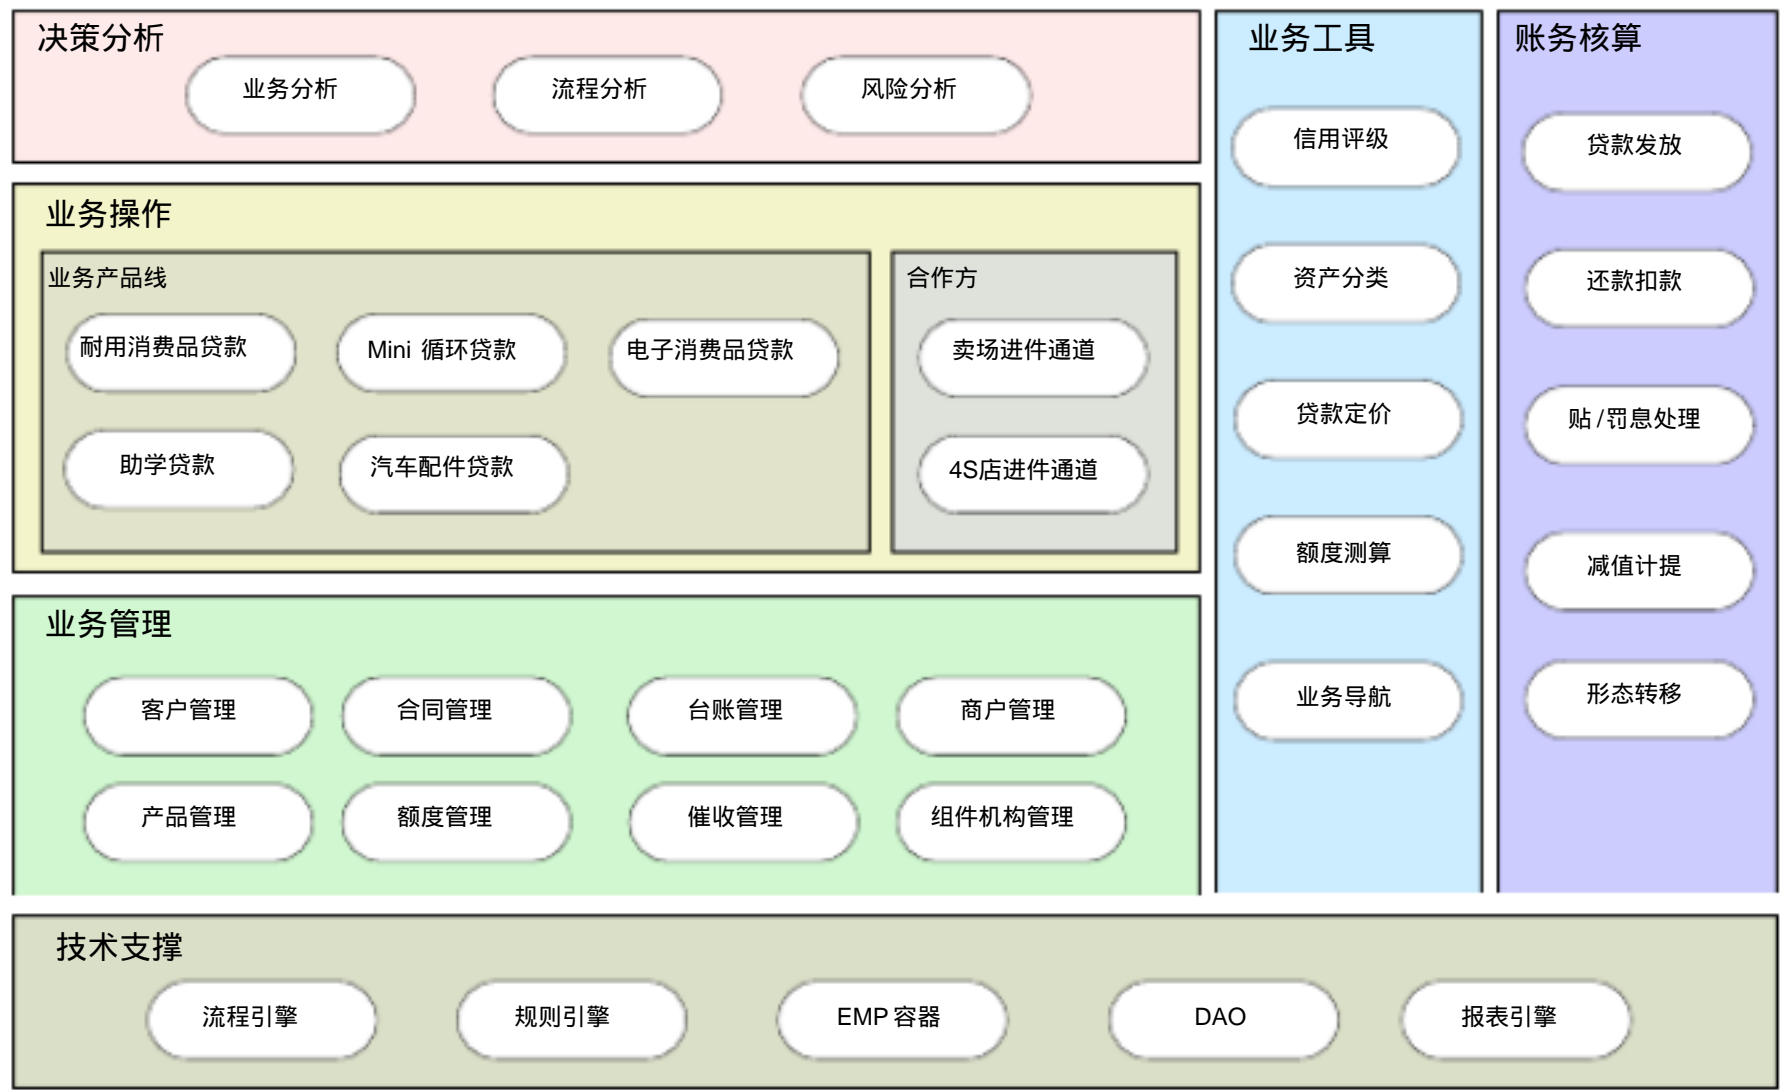 决策分析
业务分析
流程分析
风险分析
业务操作
业务产品线
耐用消费品贷款
Mini 循环贷款
电子消费品贷款
助学贷款
汽车配件贷款
合作方
卖场进件通道
4S店进件通道
业务管理
客户管理
合同管理
台账管理
商户管理
产品管理
额度管理
催收管理
组件机构管理
业务工具
信用评级
资产分类
贷款定价
额度测算
业务导航
账务核算
贷款发放
还款扣款
贴/罚息处理
减值计提
形态转移
技术支撑
流程引擎
规则引擎
EMP容器
DAO
报表引擎